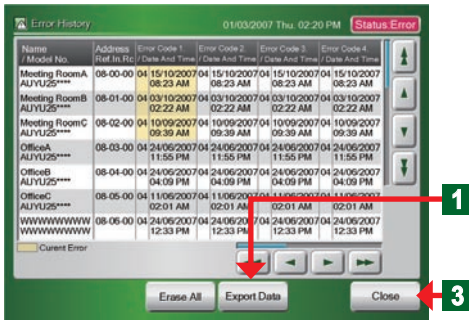 Error History 01/03/2007 Thu. 02:20 PM Status:Error
Name Address Error Code 1 Error Code 2 Error Code 3 Error Code 4
/ Model No. Ref.In.Rc / Date And Time / Date And Time / Date And Time / Date And Time
Meeting RoomA 08-00-00 04 15/10/2007 04 15/10/2007 04 15/10/2007 04 15/10/2007
AUYU25**** 08:23 AM 08:23 AM 08:23 AM 08:23 AM
Meeting RoomB 08-01-00 04 03/10/2007 04 03/10/2007 04 03/10/2007 04 03/10/2007
AUYU25**** 02:22 AM 02:22 AM 02:22 AM 02:22 AM
Meeting RoomC 08-02-00 04 10/09/2007 04 10/09/2007 04 10/09/2007 04 10/09/2007
AUYU25**** 09:39 AM 09:39 AM 09:39 AM 09:39 AM
OfficeA 08-03-00 04 24/06/2007 04 24/06/2007 04 24/06/2007 04 24/06/2007
AUYU25**** 11:55 PM 11:55 PM 11:55 PM 11:55 PM
OfficeB 08-04-00 04 24/06/2007 04 24/06/2007 04 24/06/2007 04 24/06/2007
AUYU25**** 04:09 PM 04:09 PM 04:09 PM 04:09 PM
OfficeC 08-05-00 04 11/06/2007 04 11/06/2007 04 11/06/2007 04 11/06/2007
AUYU25**** 02:01 AM 02:01 AM 02:01 AM 02:01 AM
WWWWWWWWWW 08-06-00 04 24/06/2007 04 24/06/2007 04 24/06/2007 04 24/06/2007
WWWWWWWWWW 12:33 PM 12:33 PM 12:33 PM 12:33 PM
Curent Error
1
Erase All Export Data Close
3